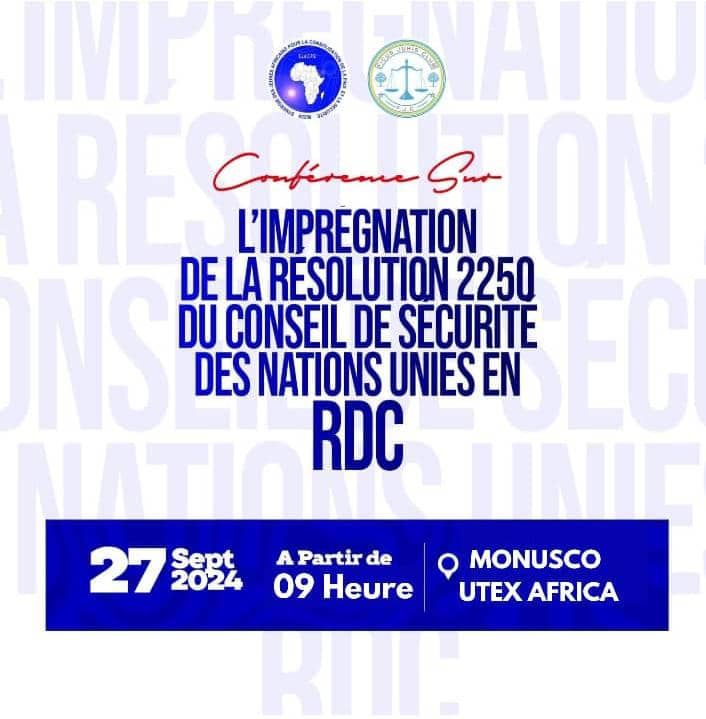 Conférence Sur
L'IMPRÉGNATION
DE LA RÉSOLUTION 2250
DU CONSEIL DE SÉCURITÉ
DES NATIONS UNIES EN
RDC
27 Sept
2024
A Partir de
09 Heure
MONUSCO
UTEX AFRICA